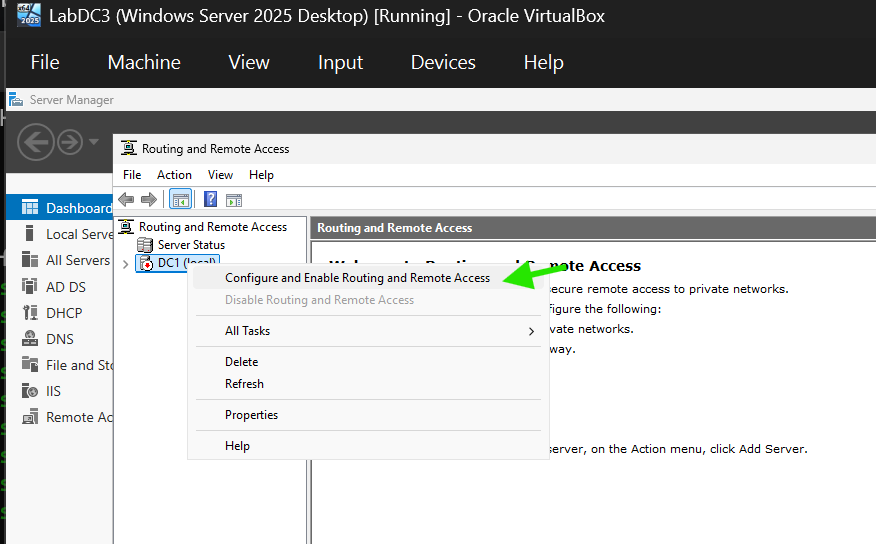 LabDC3 (Windows Server 2025 Desktop) [Running] - Oracle VirtualBox
File Machine View Input Devices Help
Server Manager
Routing and Remote Access
File Action View Help
Dashboard
Local Serve
All Servers
AD DS
DHCP
DNS
File and Sto
IIS
Remote Ac
Routing and Remote Access
Server Status
DC1 (local)
Routing and Remote Access
Configure and Enable Routing and Remote Access
Disable Routing and Remote Access
All Tasks
Delete
Refresh
Properties
Help
mote Access
secure remote access to private networks.
figure the following:
vate networks.
way.
server, on the Action menu, click Add Server.